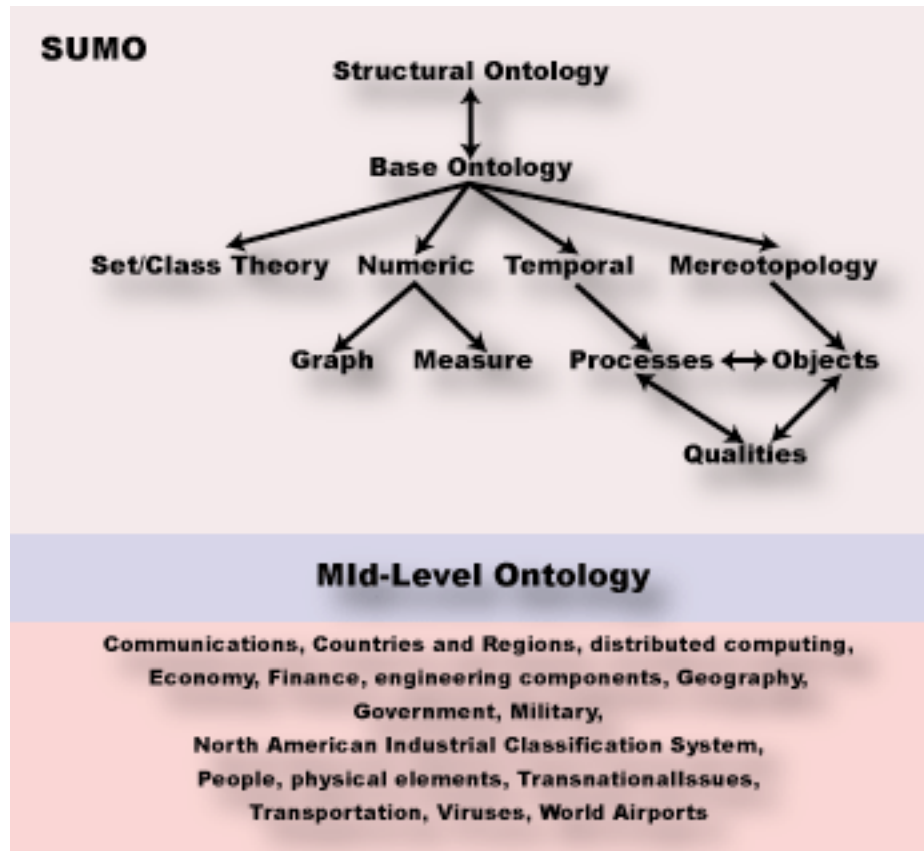 SUMO
Structural Ontology
Base Ontology
Set/Class Theory Numeric Temporal Mereotopology
Graph Measure Processes Objects
Qualities
MId-Level Ontology
Communications, Countries and Regions, distributed computing,
Economy, Finance, engineering components, Geography,
Government, Military,
North American Industrial Classification System,
People, physical elements, TransnationalIssues,
Transportation, Viruses, World Airports